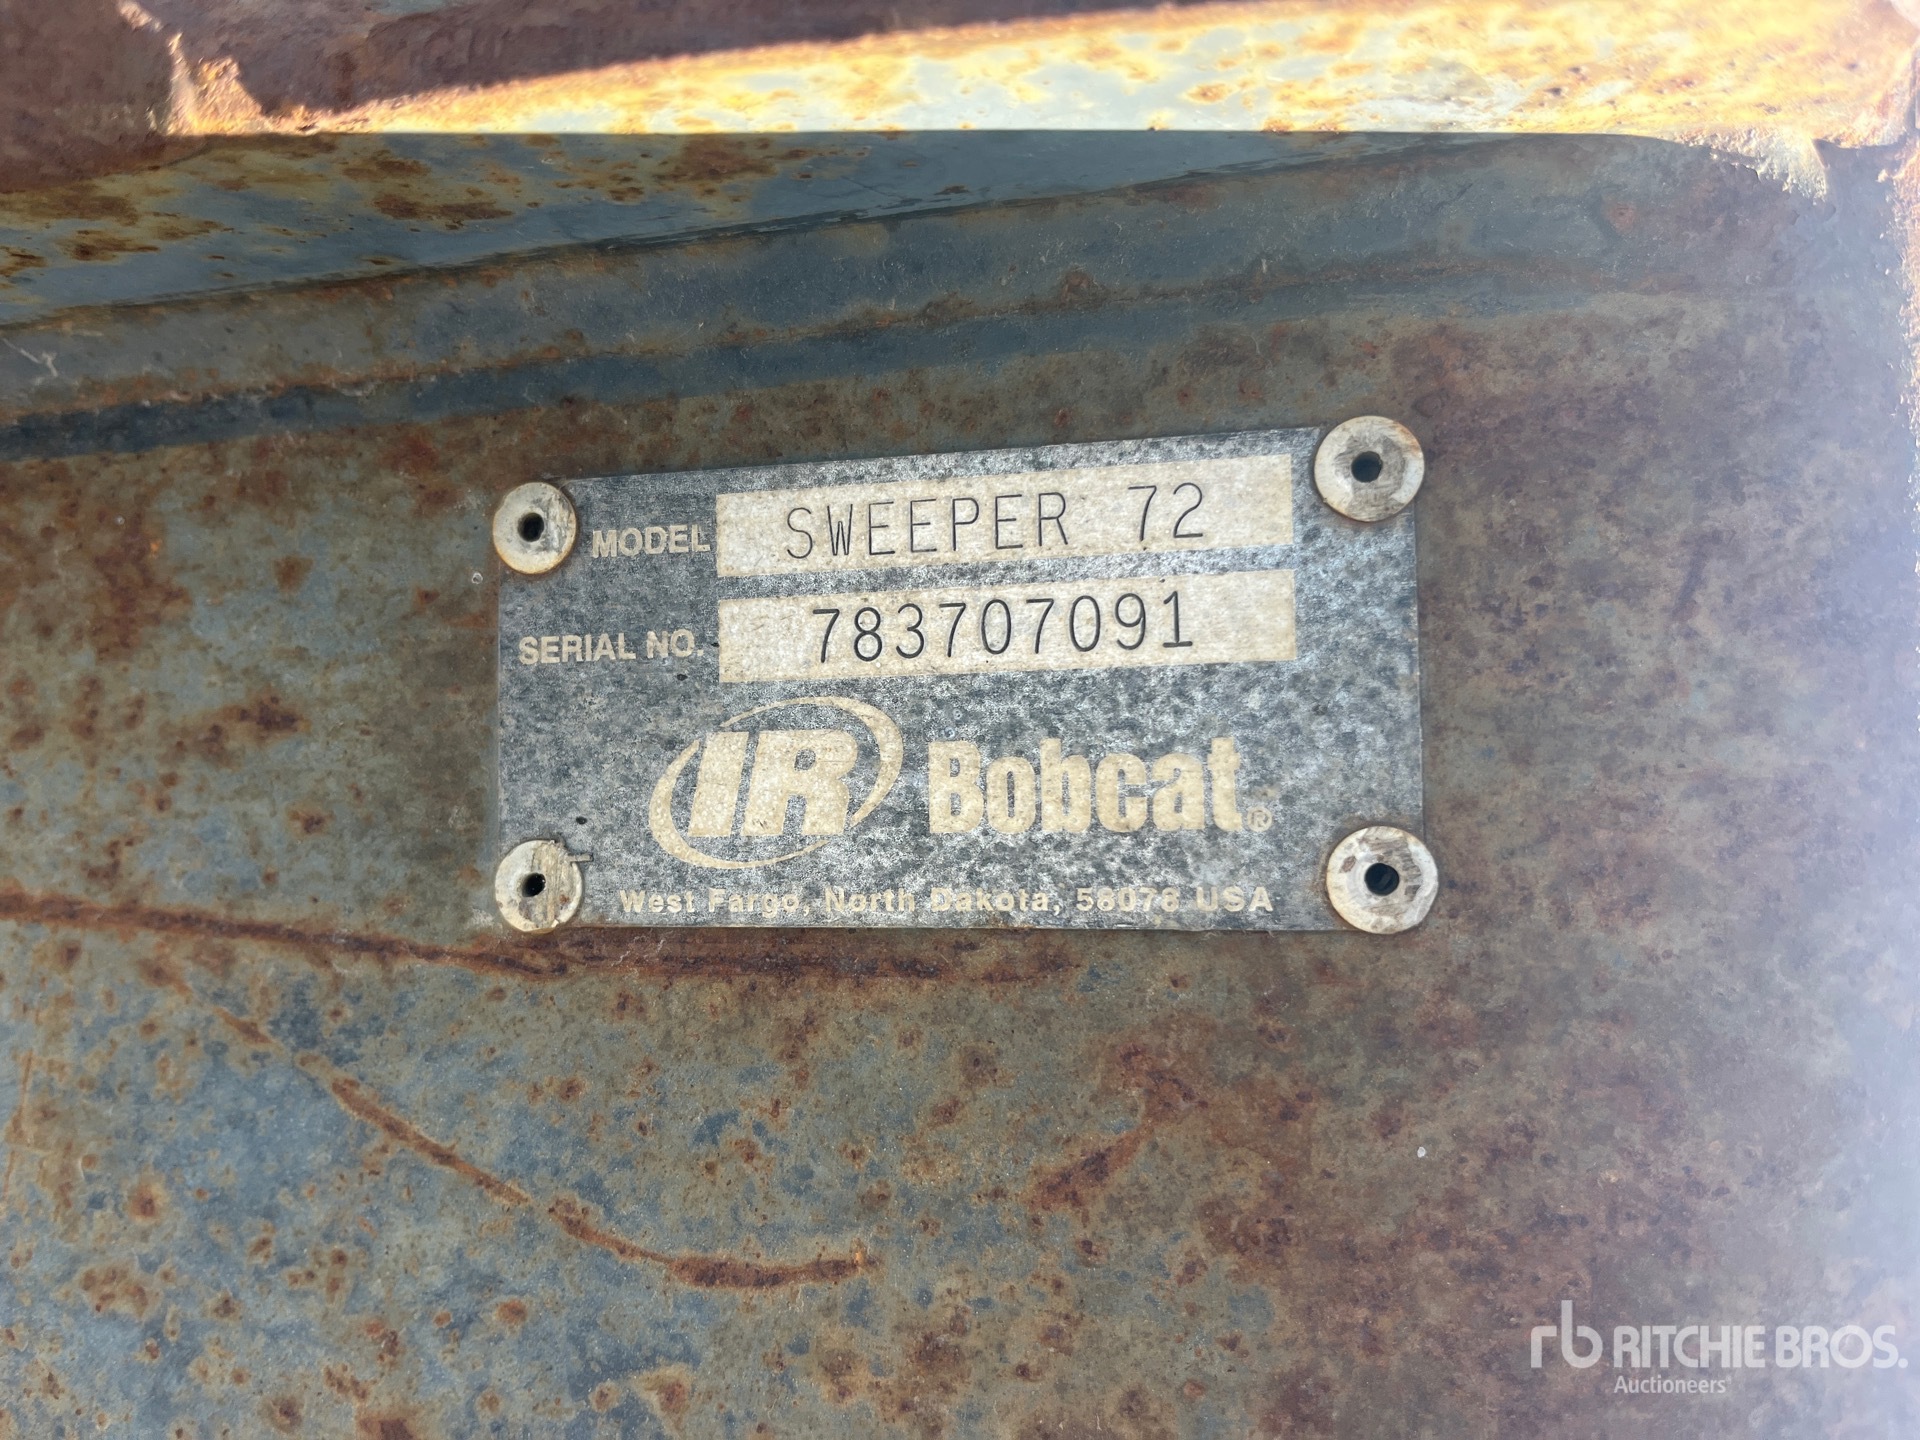 MODEL SWEEPER 72
SERIAL NO. 783707091
IR Bobcat®
West Fargo, North Dakota, 58078 USA
rb RITCHIE BROS.
Auctioneers